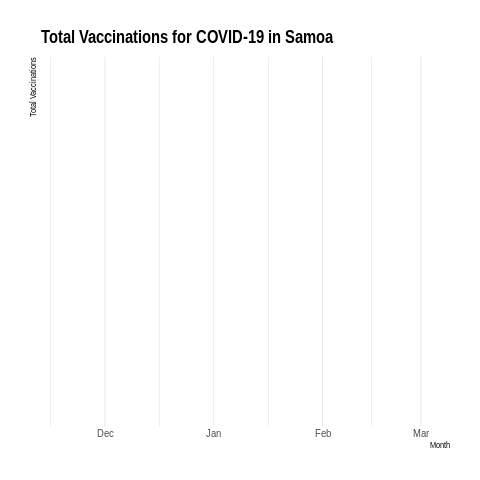 Total Vaccinations for COVID-19 in Samoa
Total Vaccinations
Dec Jan Feb Mar
Month